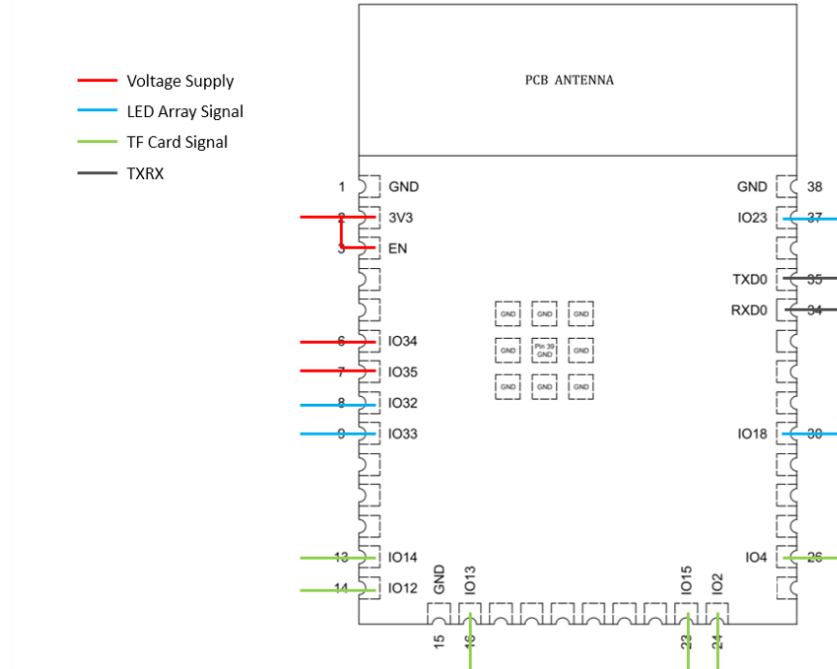 PCB ANTENNA
Voltage Supply
LED Array Signal
TF Card Signal
TXRX
1 GND
2 3V3
3 EN
6 IO34
7 IO35
8 IO32
9 IO33
13 IO14
14 IO12
GND 38
IO23 37
TXD0 35
RXD0 34
IO18 30
IO4 26
GND GND GND
GND Pin 39 GND GND
GND GND GND
GND IO13 IO15 IO2
15 16 23 24